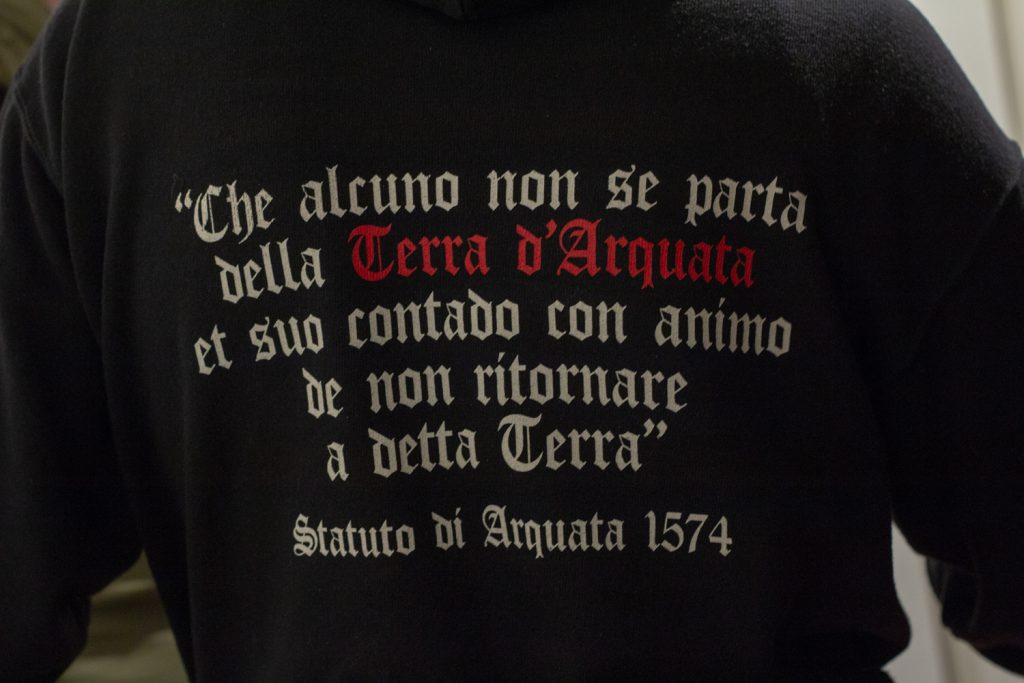 “Che alcuno non se parta
della Terra d’Arquata
et suo contado con animo
de non ritornare
a detta Terra”
Statuto di Arquata 1574